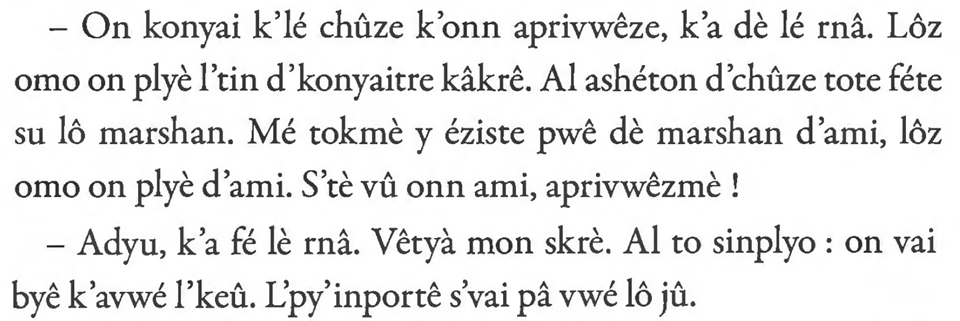 – On konyai k’lé chûze k’onn aprivwêze, k’a dè lé rnâ. Lôz
omo on plyè l’tin d’konyaitre kâkrê. Al ashéton d’chûze tote féte
su lô marshan. Mé tokmè y éziste pwê dè marshan d’ami, lôz
omo on plyè d’ami. S’tè vû onn ami, aprivwêzmè !
– Adyu, k’a fé lè rnâ. Vêtyà mon skrè. Al to sinplyo : on vai
byê k’avwé l’keû. L’py’inportê s’vai pâ vwé lô jû.